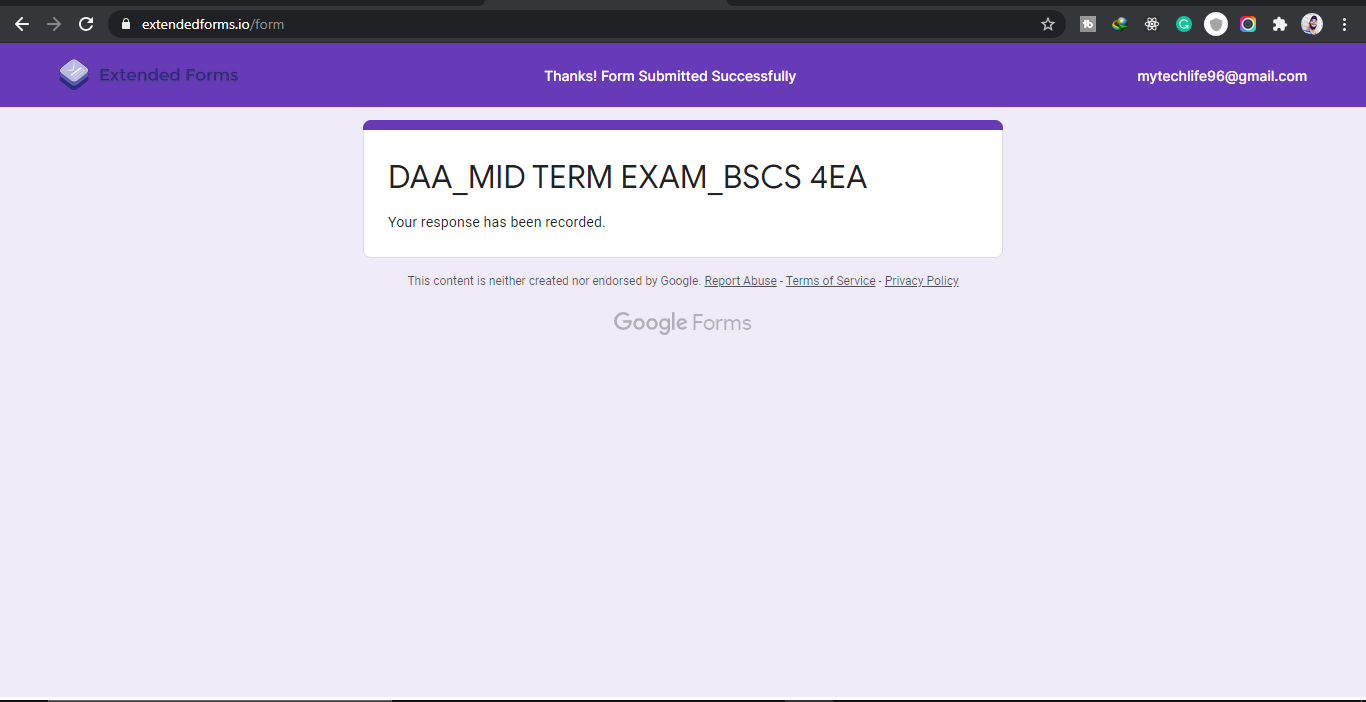 extendedforms.io/form
Extended Forms
Thanks! Form Submitted Successfully
mytechlife96@gmail.com
DAA_MID TERM EXAM_BSCS 4EA
Your response has been recorded.
This content is neither created nor endorsed by Google. Report Abuse - Terms of Service - Privacy Policy
Google Forms